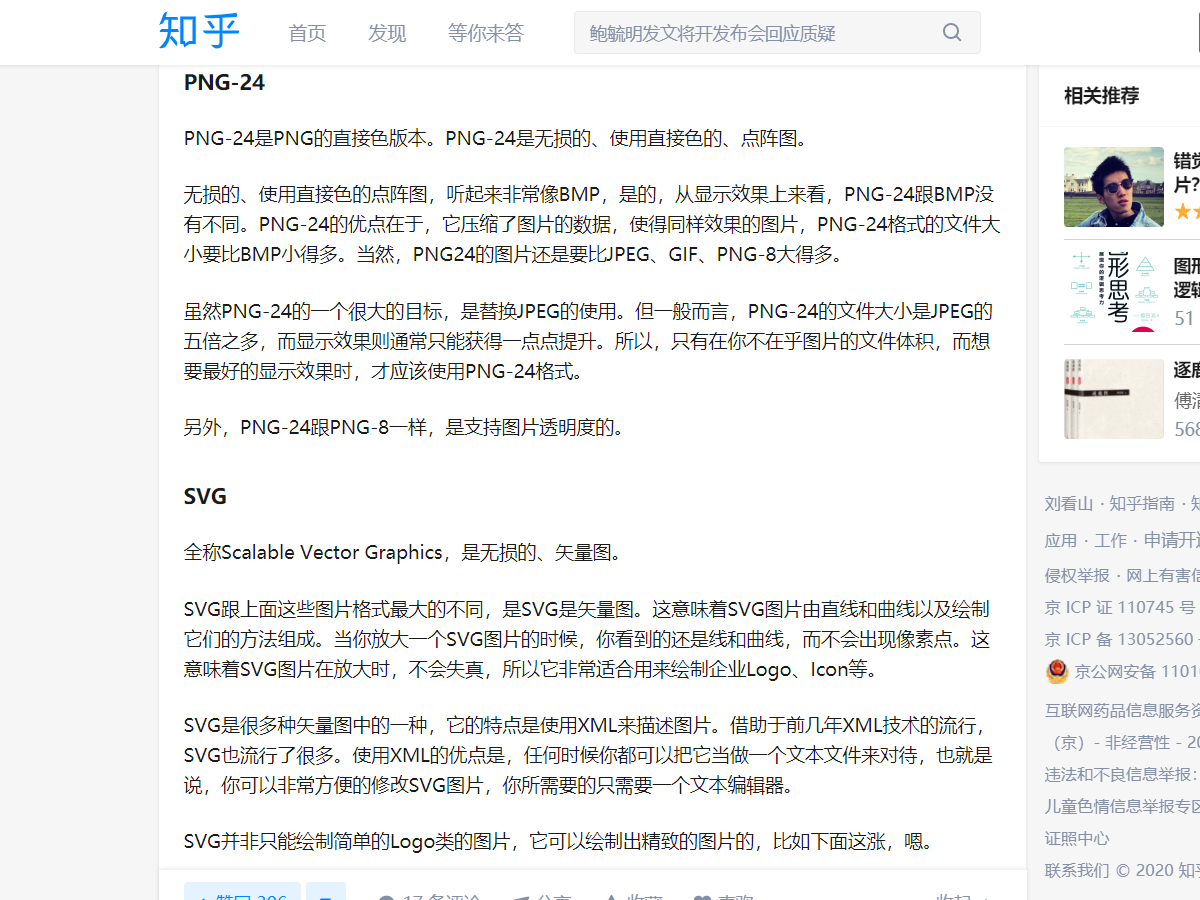 知乎 首页 发现 等你来答 鲍毓明发文将开发布会回应质疑
PNG-24
PNG-24是PNG的直接色版本。PNG-24是无损的、使用直接色的、点阵图。
无损的、使用直接色的点阵图，听起来非常像BMP，是的，从显示效果上来看，PNG-24跟BMP没
有不同。PNG-24的优点在于，它压缩了图片的数据，使得同样效果的图片，PNG-24格式的文件大
小要比BMP小得多。当然，PNG24的图片还是要比JPEG、GIF、PNG-8大得多。
虽然PNG-24的一个很大的目标，是替换JPEG的使用。但一般而言，PNG-24的文件大小是JPEG的
五倍之多，而显示效果则通常只能获得一点点提升。所以，只有在你不在乎图片的文件体积，而想
要最好的显示效果时，才应该使用PNG-24格式。
另外，PNG-24跟PNG-8一样，是支持图片透明度的。
SVG
全称Scalable Vector Graphics，是无损的、矢量图。
SVG跟上面这些图片格式最大的不同，是SVG是矢量图。这意味着SVG图片由直线和曲线以及绘制
它们的方法组成。当你放大一个SVG图片的时候，你看到的还是线和曲线，而不会出现像素点。这
意味着SVG图片在放大时，不会失真，所以它非常适合用来绘制企业Logo、Icon等。
SVG是很多种矢量图中的一种，它的特点是使用XML来描述图片。借助于前几年XML技术的流行，
SVG也流行了很多。使用XML的优点是，任何时候你都可以把它当做一个文本文件来对待，也就是
说，你可以非常方便的修改SVG图片，你所需要的只需要一个文本编辑器。
SVG并非只能绘制简单的Logo类的图片，它可以绘制出精致的图片的，比如下面这涨，嗯。
赞同 206 17 条评论 分享 收藏 喜欢 收起
相关推荐
错觉
片?
形思考
图形
逻辑
51
逐鹿
傅清
568
刘看山 · 知乎指南 · 知
应用 · 工作 · 申请开通
侵权举报 · 网上有害信
京 ICP 证 110745 号
京 ICP 备 13052560
京公网安备 1101
互联网药品信息服务资
（京）- 非经营性 - 20
违法和不良信息举报：
儿童色情信息举报专区
证照中心
联系我们 © 2020 知乎